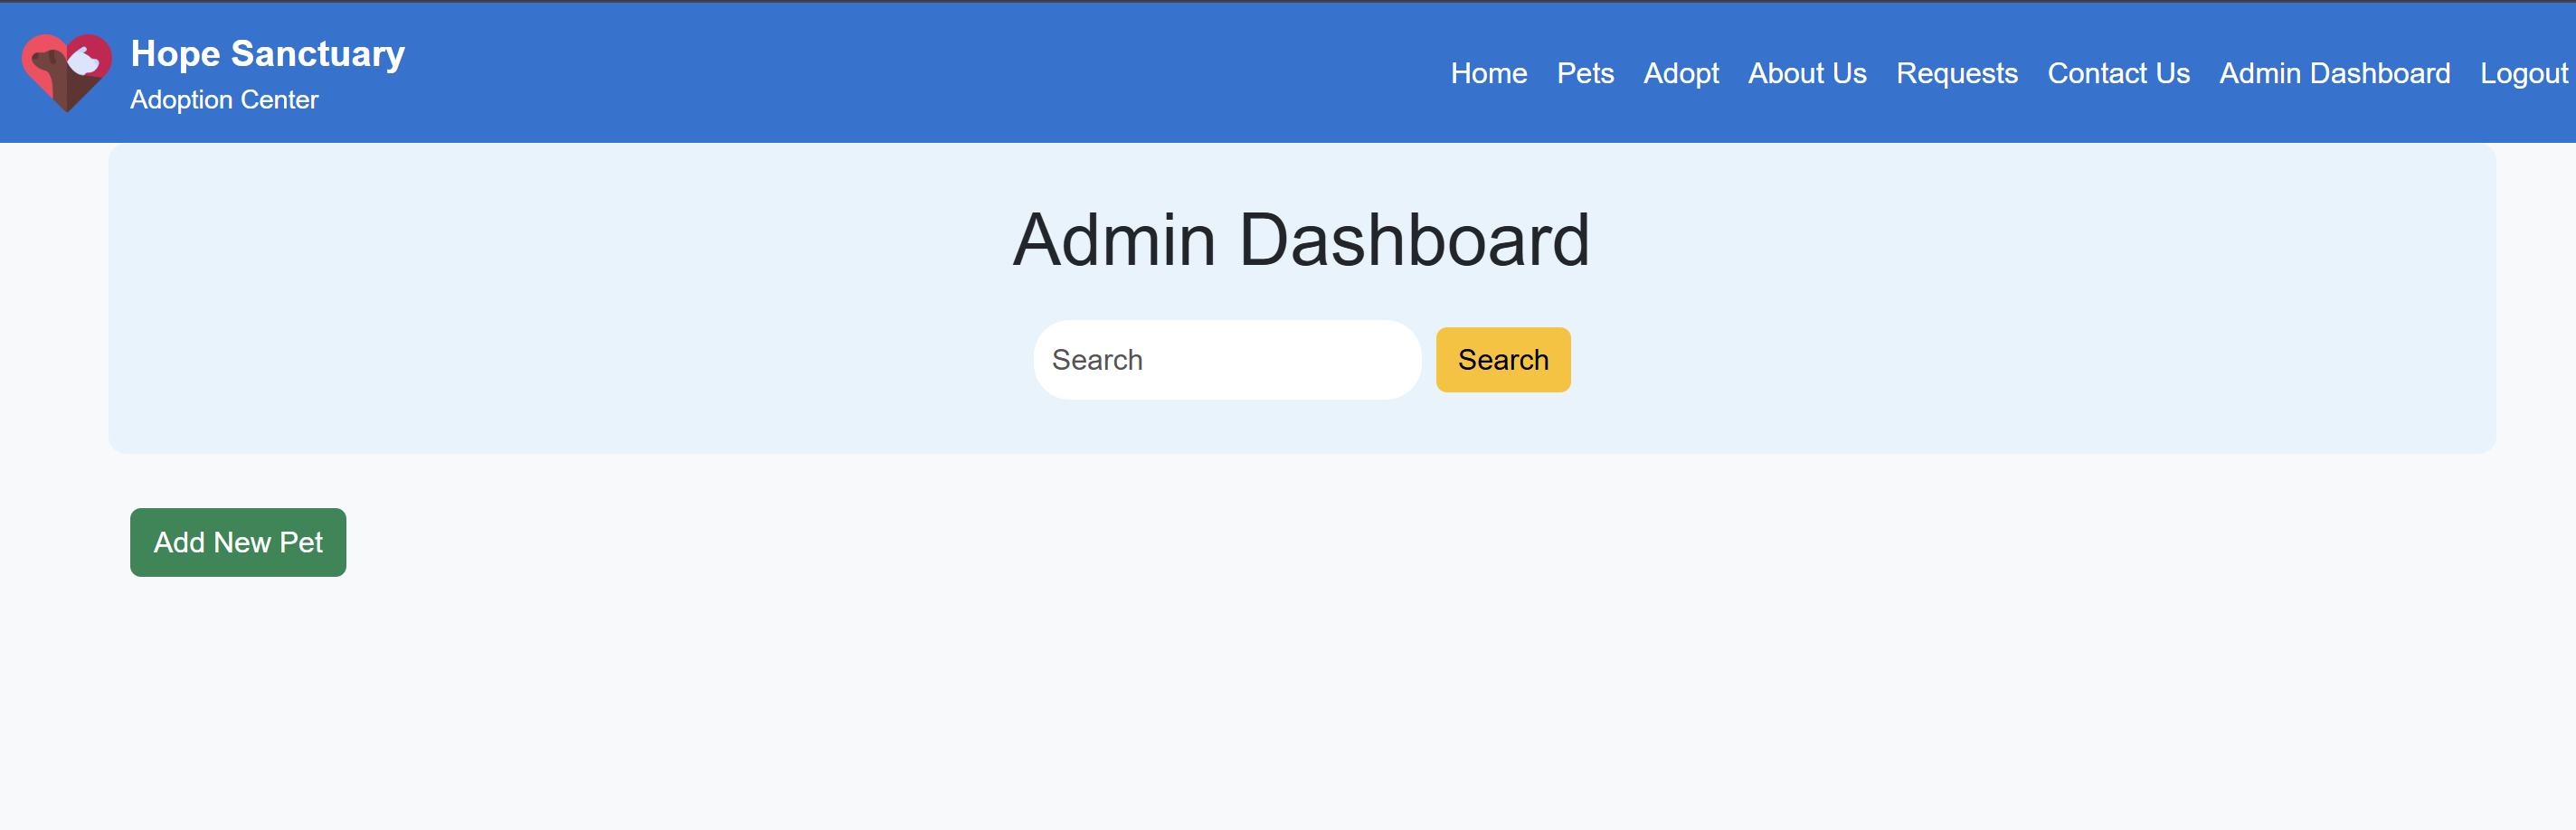 Hope Sanctuary
Adoption Center
Home Pets Adopt About Us Requests Contact Us Admin Dashboard Logout
Admin Dashboard
Search Search
Add New Pet